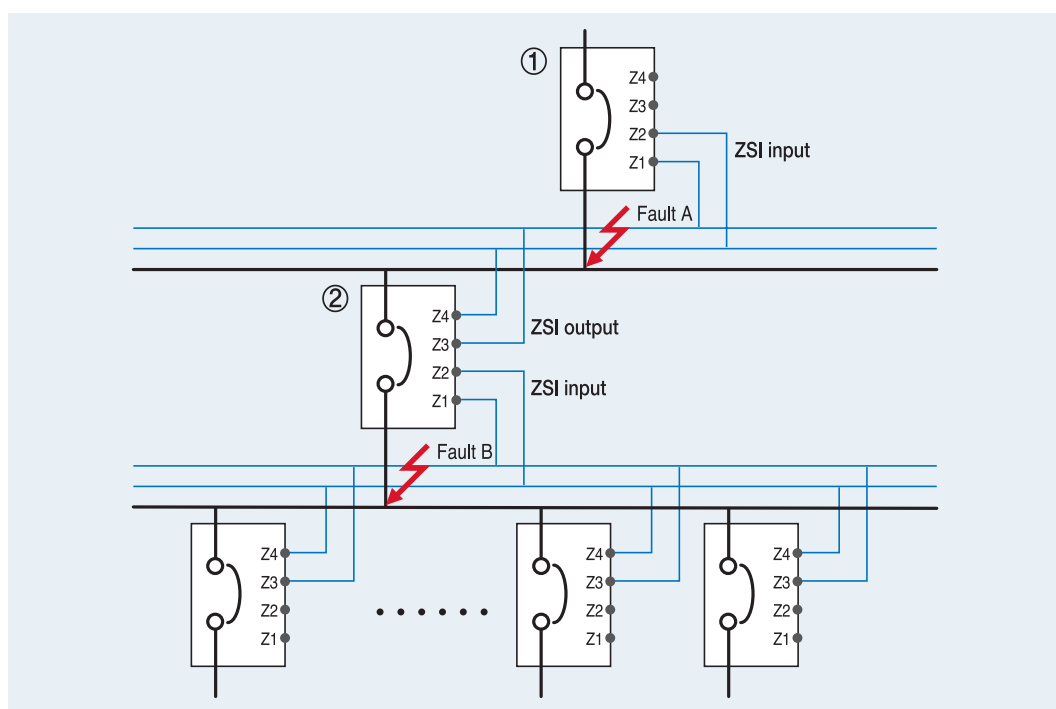 ①
Z4
Z3
Z2
Z1
ZSI input
Fault A
②
Z4
Z3
Z2
Z1
ZSI output
ZSI input
Fault B
Z4
Z3
Z2
Z1
Z4
Z3
Z2
Z1
Z4
Z3
Z2
Z1